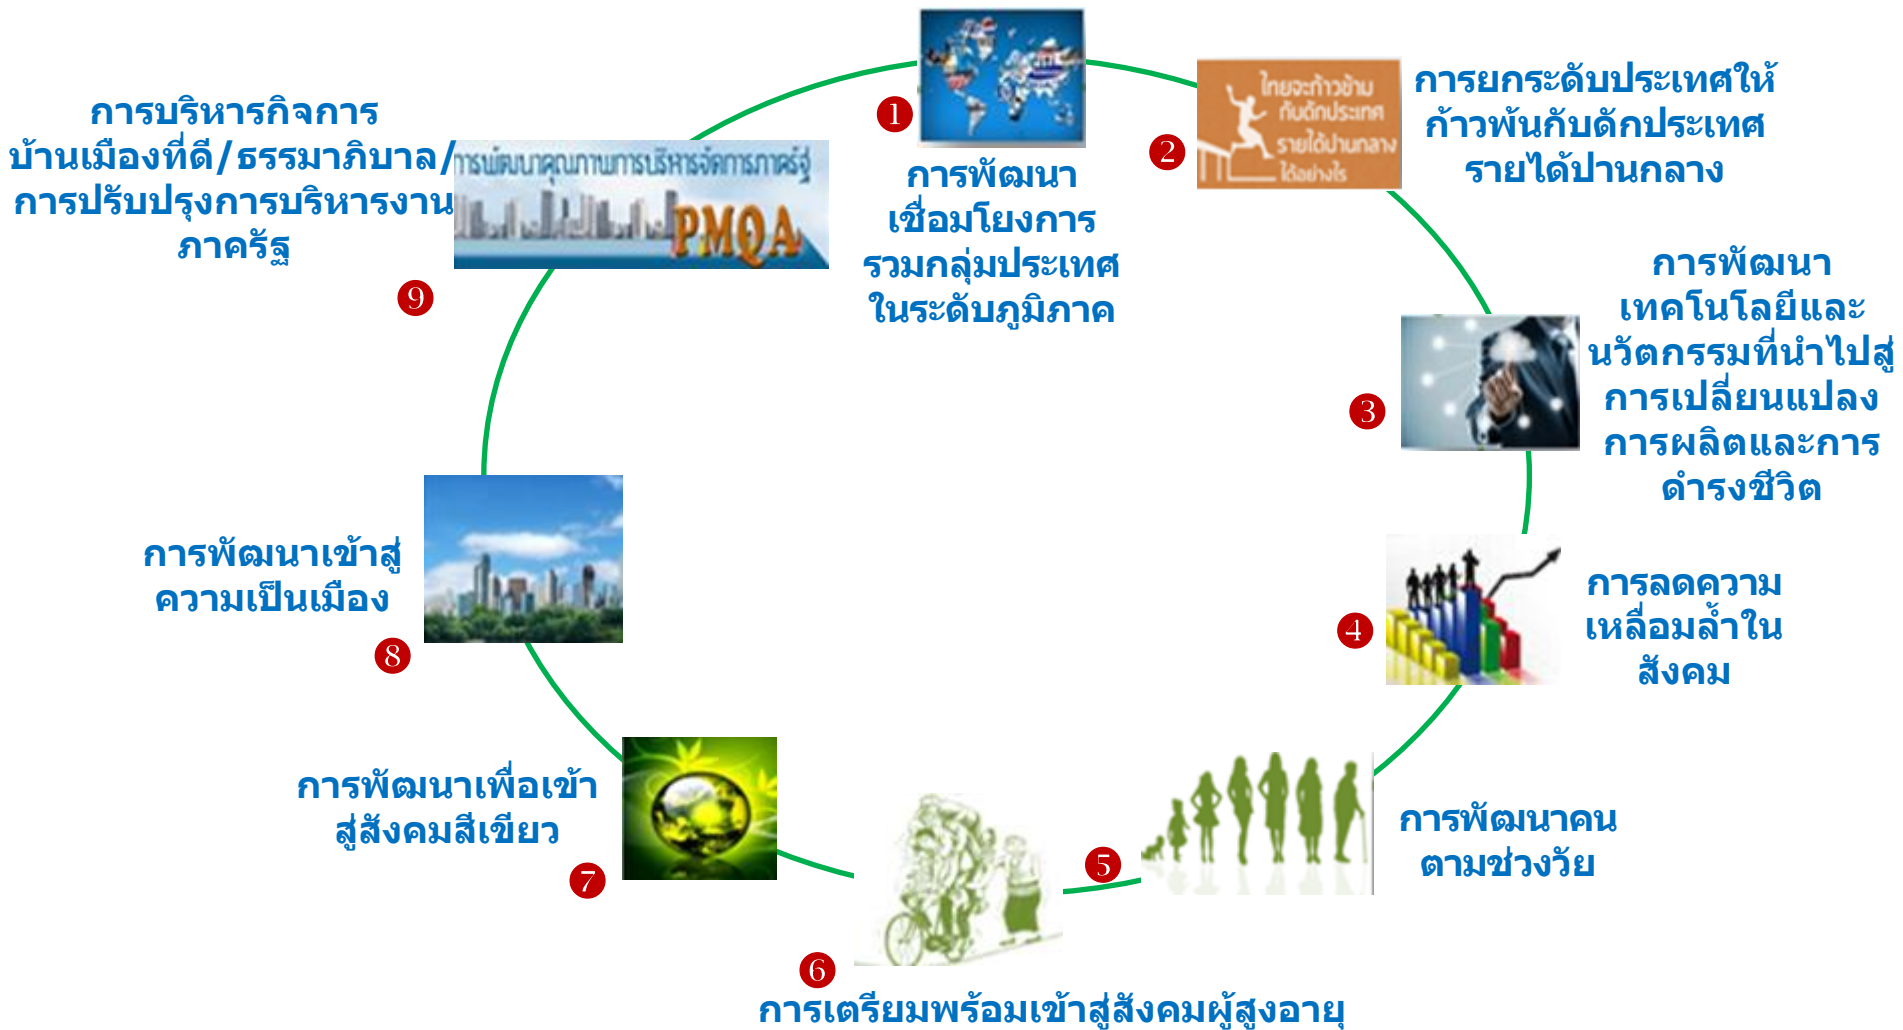 ❶
การพัฒนา
เชื่อมโยงการ
รวมกลุ่มประเทศ
ในระดับภูมิภาค
❷
ไทยจะก้าวข้าม
กับดักประเทศ
รายได้ปานกลาง
ได้อย่างไร
การยกระดับประเทศให้
ก้าวพ้นกับดักประเทศ
รายได้ปานกลาง
❸
การพัฒนา
เทคโนโลยีและ
นวัตกรรมที่นำไปสู่
การเปลี่ยนแปลง
การผลิตและการ
ดำรงชีวิต
❹
การลดความ
เหลื่อมล้ำใน
สังคม
❺
การพัฒนาคน
ตามช่วงวัย
❻
การเตรียมพร้อมเข้าสู่สังคมผู้สูงอายุ
❼
การพัฒนาเพื่อเข้า
สู่สังคมสีเขียว
❽
การพัฒนาเข้าสู่
ความเป็นเมือง
❾
การบริหารกิจการ
บ้านเมืองที่ดี/ธรรมาภิบาล/
การปรับปรุงการบริหารงาน
ภาครัฐ
การพัฒนาคุณภาพการบริหารจัดการภาครัฐ
PMQA